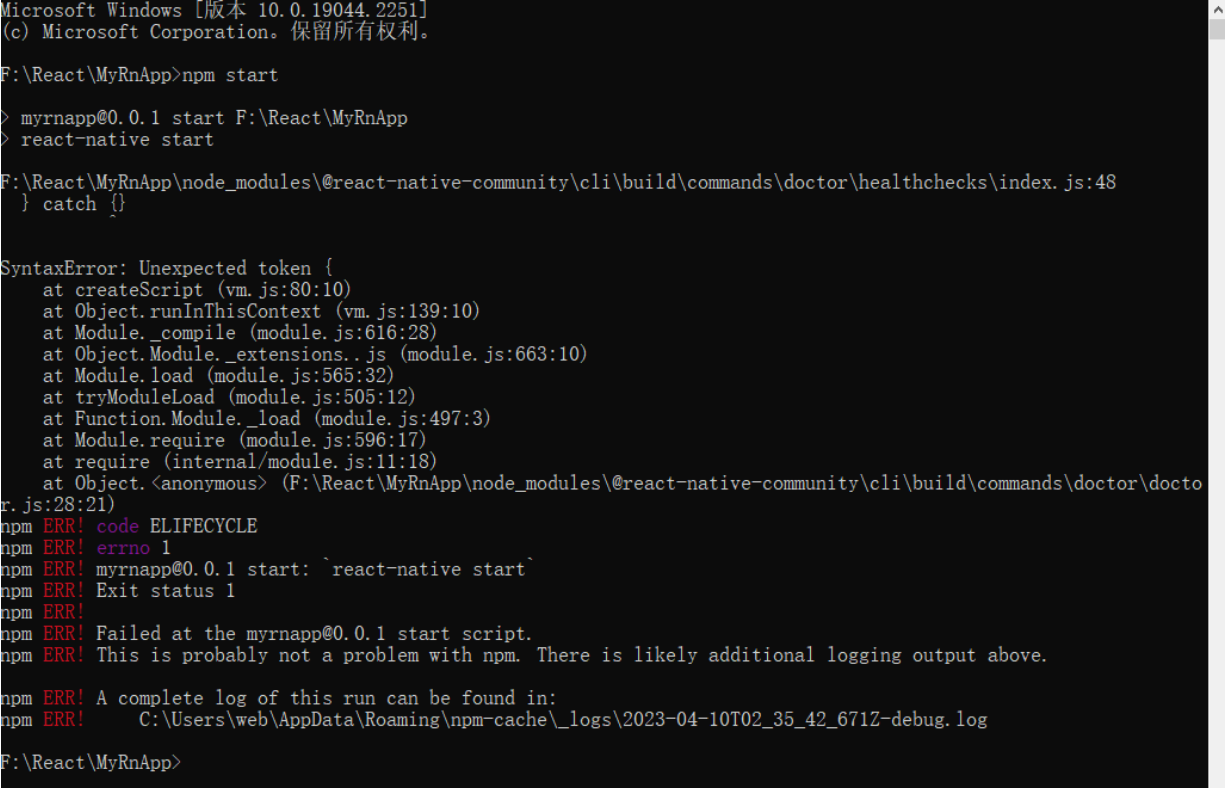 Microsoft Windows [版本 10.0.19044.2251]
(c) Microsoft Corporation。保留所有权利。
F:\React\MyRnApp>npm start
> myrnapp@0.0.1 start F:\React\MyRnApp
> react-native start
F:\React\MyRnApp\node_modules\@react-native-community\cli\build\commands\doctor\healthchecks\index.js:48
} catch {}
^
SyntaxError: Unexpected token {
at createScript (vm.js:80:10)
at Object.runInThisContext (vm.js:139:10)
at Module._compile (module.js:616:28)
at Object.Module._extensions..js (module.js:663:10)
at Module.load (module.js:565:32)
at tryModuleLoad (module.js:505:12)
at Function.Module._load (module.js:497:3)
at Module.require (module.js:596:17)
at require (internal/module.js:11:18)
at Object.<anonymous> (F:\React\MyRnApp\node_modules\@react-native-community\cli\build\commands\doctor\docto
r.js:28:21)
npm ERR! code ELIFECYCLE
npm ERR! errno 1
npm ERR! myrnapp@0.0.1 start: `react-native start`
npm ERR! Exit status 1
npm ERR!
npm ERR! Failed at the myrnapp@0.0.1 start script.
npm ERR! This is probably not a problem with npm. There is likely additional logging output above.
npm ERR! A complete log of this run can be found in:
npm ERR!     C:\Users\web\AppData\Roaming\npm-cache\_logs\2023-04-10T02_35_42_671Z-debug.log
F:\React\MyRnApp>